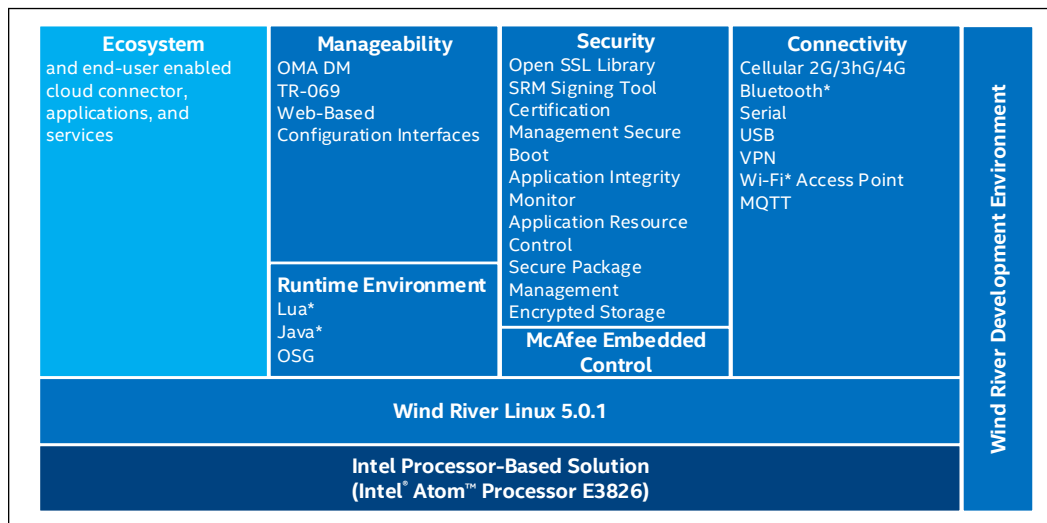 Ecosystem
and end-user enabled
cloud connector,
applications, and
services
Manageability
OMA DM
TR-069
Web-Based
Configuration Interfaces
Runtime Environment
Lua*
Java*
OSG
Security
Open SSL Library
SRM Signing Tool
Certification
Management Secure
Boot
Application Integrity
Monitor
Application Resource
Control
Secure Package
Management
Encrypted Storage
McAfee Embedded
Control
Connectivity
Cellular 2G/3hG/4G
Bluetooth*
Serial
USB
VPN
Wi-Fi* Access Point
MQTT
Wind River Linux 5.0.1
Intel Processor-Based Solution
(Intel® Atom™ Processor E3826)
Wind River Development Environment